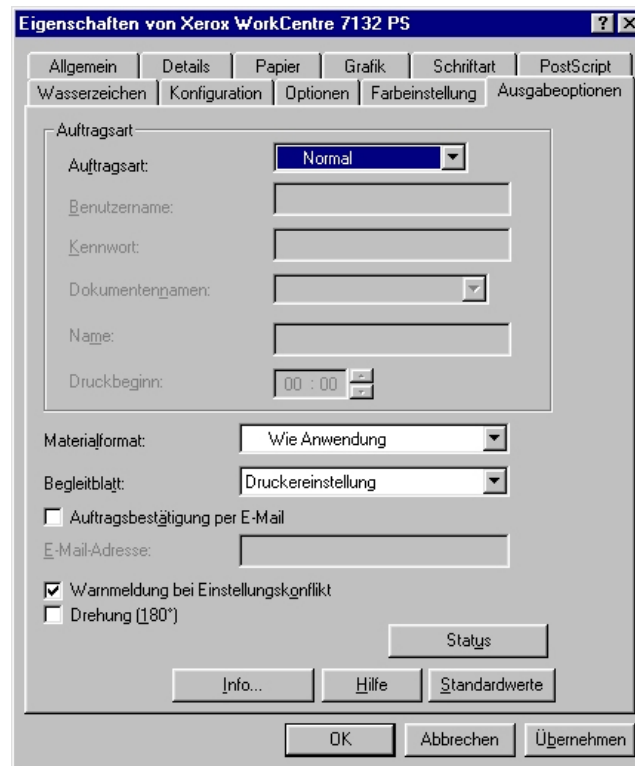 Eigenschaften von Xerox WorkCentre 7132 PS
Allgemein Details Papier Grafik Schriftart PostScript
Wasserzeichen Konfiguration Optionen Farbeinstellung Ausgabeoptionen
Auftragsart
Auftragsart: Normal
Benutzername:
Kennwort:
Dokumentennamen:
Name:
Druckbeginn: 00 : 00
Materialformat: Wie Anwendung
Begleitblatt: Druckereinstellung
Auftragsbestätigung per E-Mail
E-Mail-Adresse:
Warnmeldung bei Einstellungskonflikt
Drehung (180°)
Status
Info... Hilfe Standardwerte
OK Abbrechen Übernehmen